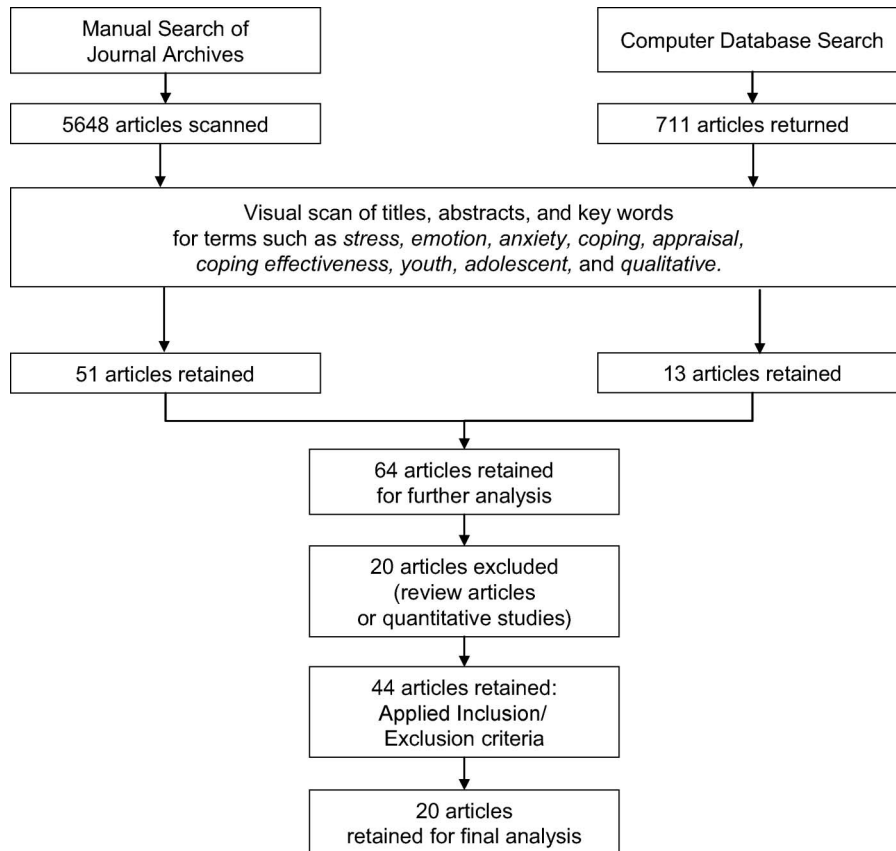 Manual Search of
Journal Archives
Computer Database Search
5648 articles scanned
711 articles returned
Visual scan of titles, abstracts, and key words
for terms such as stress, emotion, anxiety, coping, appraisal,
coping effectiveness, youth, adolescent, and qualitative.
51 articles retained
13 articles retained
64 articles retained
for further analysis
20 articles excluded
(review articles
or quantitative studies)
44 articles retained:
Applied Inclusion/
Exclusion criteria
20 articles
retained for final analysis